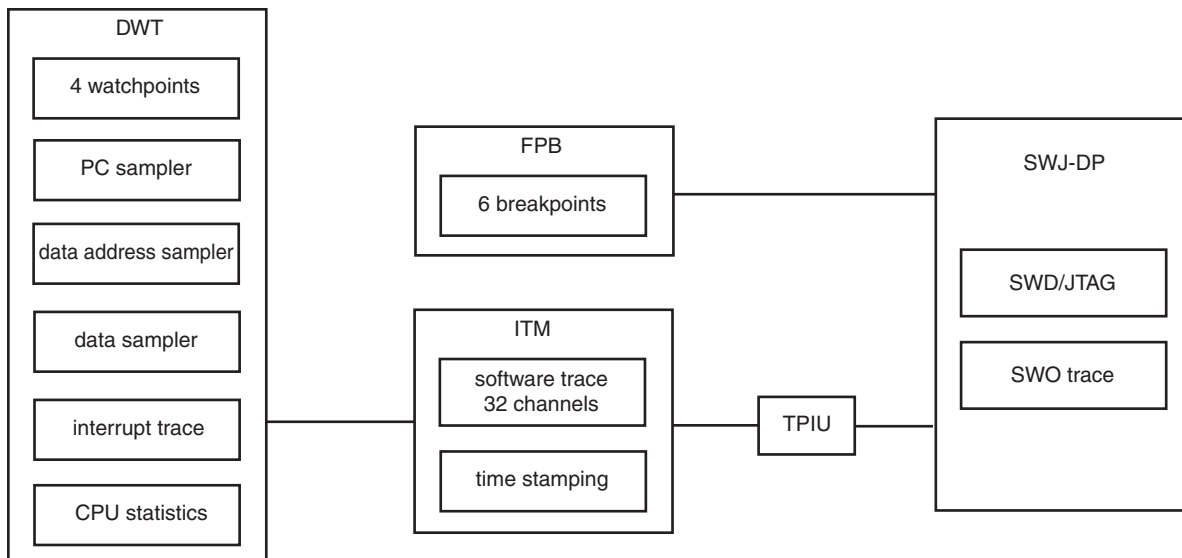 DWT
4 watchpoints
PC sampler
data address sampler
data sampler
interrupt trace
CPU statistics
FPB
6 breakpoints
ITM
software trace
32 channels
time stamping
TPIU
SWJ-DP
SWD/JTAG
SWO trace